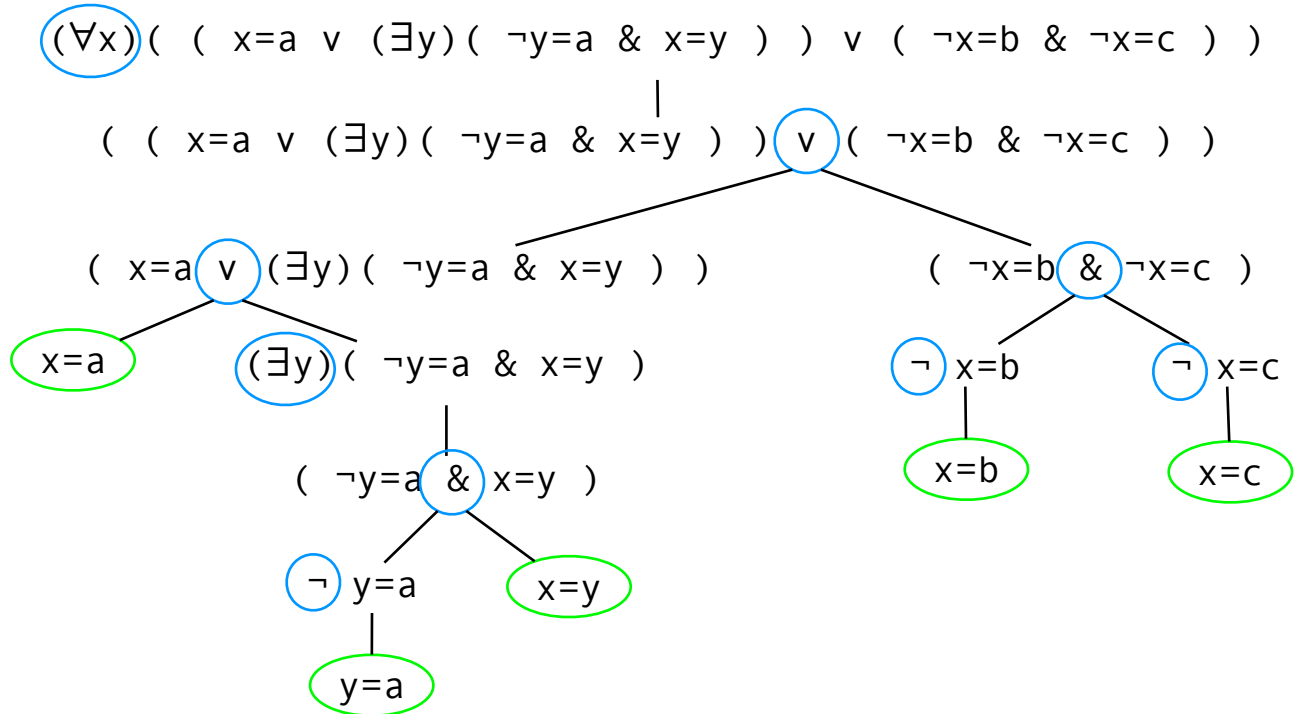 (∀x)( ( x=a v (∃y)( ¬y=a & x=y ) ) v ( ¬x=b & ¬x=c ) )
( ( x=a v (∃y)( ¬y=a & x=y ) ) v ( ¬x=b & ¬x=c ) )
( x=a v (∃y)( ¬y=a & x=y ) ) ( ¬x=b & ¬x=c )
x=a (∃y)( ¬y=a & x=y ) ¬ x=b ¬ x=c
( ¬y=a & x=y ) x=b x=c
¬ y=a x=y
y=a